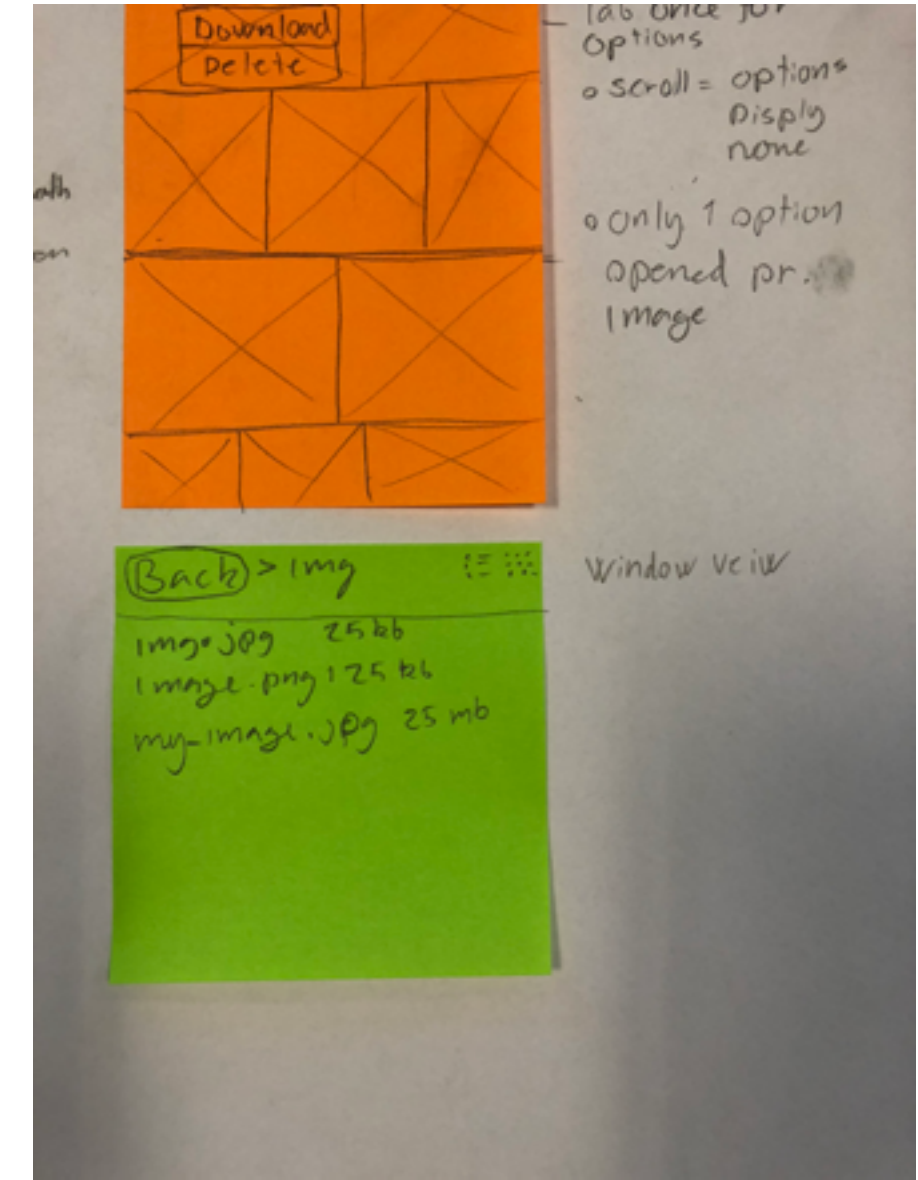 Download
Delete
Options
scroll = options
Disply
none
only 1 option
opened pr.
image
Back > img
img.jpg 25 kb
image.png 125 kb
my-image.jpg 25 mb
Window veiw